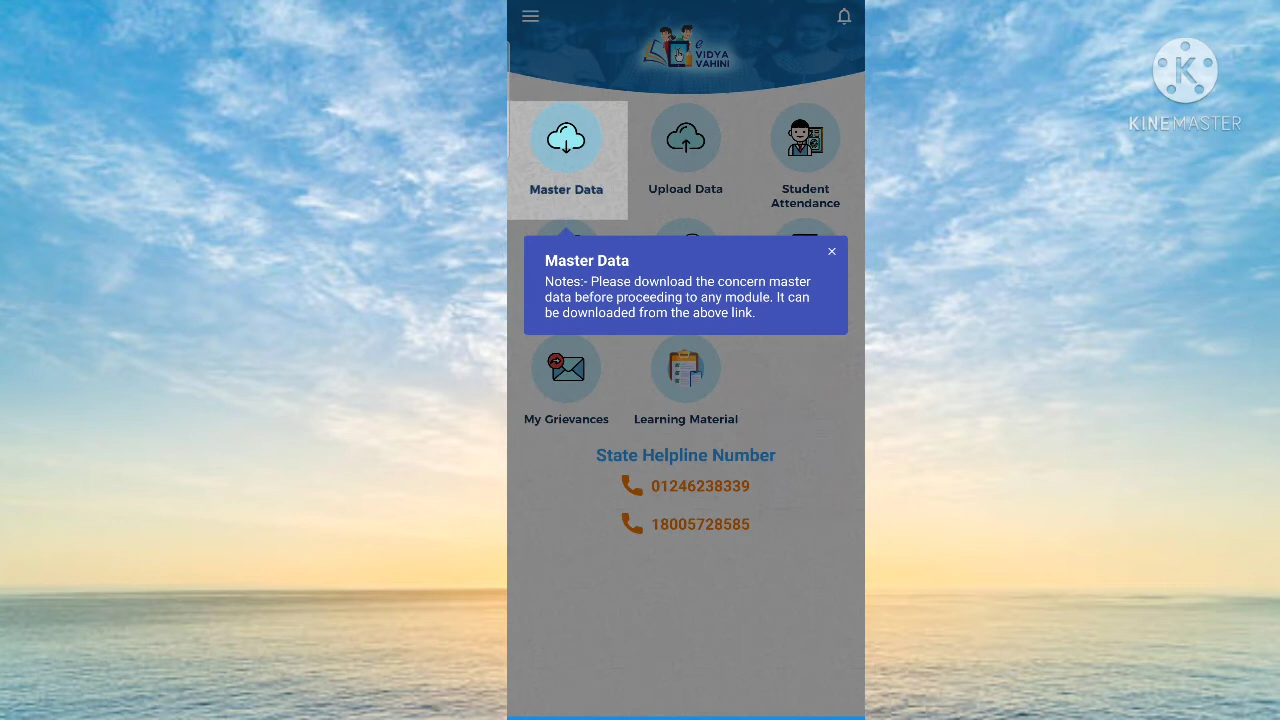 e
VIDYA
VAHINI
KINEMASTER
Master Data
Upload Data
Student
Attendance
Master Data
Notes:- Please download the concern master
data before proceeding to any module. It can
be downloaded from the above link.
My Grievances
Learning Material
State Helpline Number
01246238339
18005728585